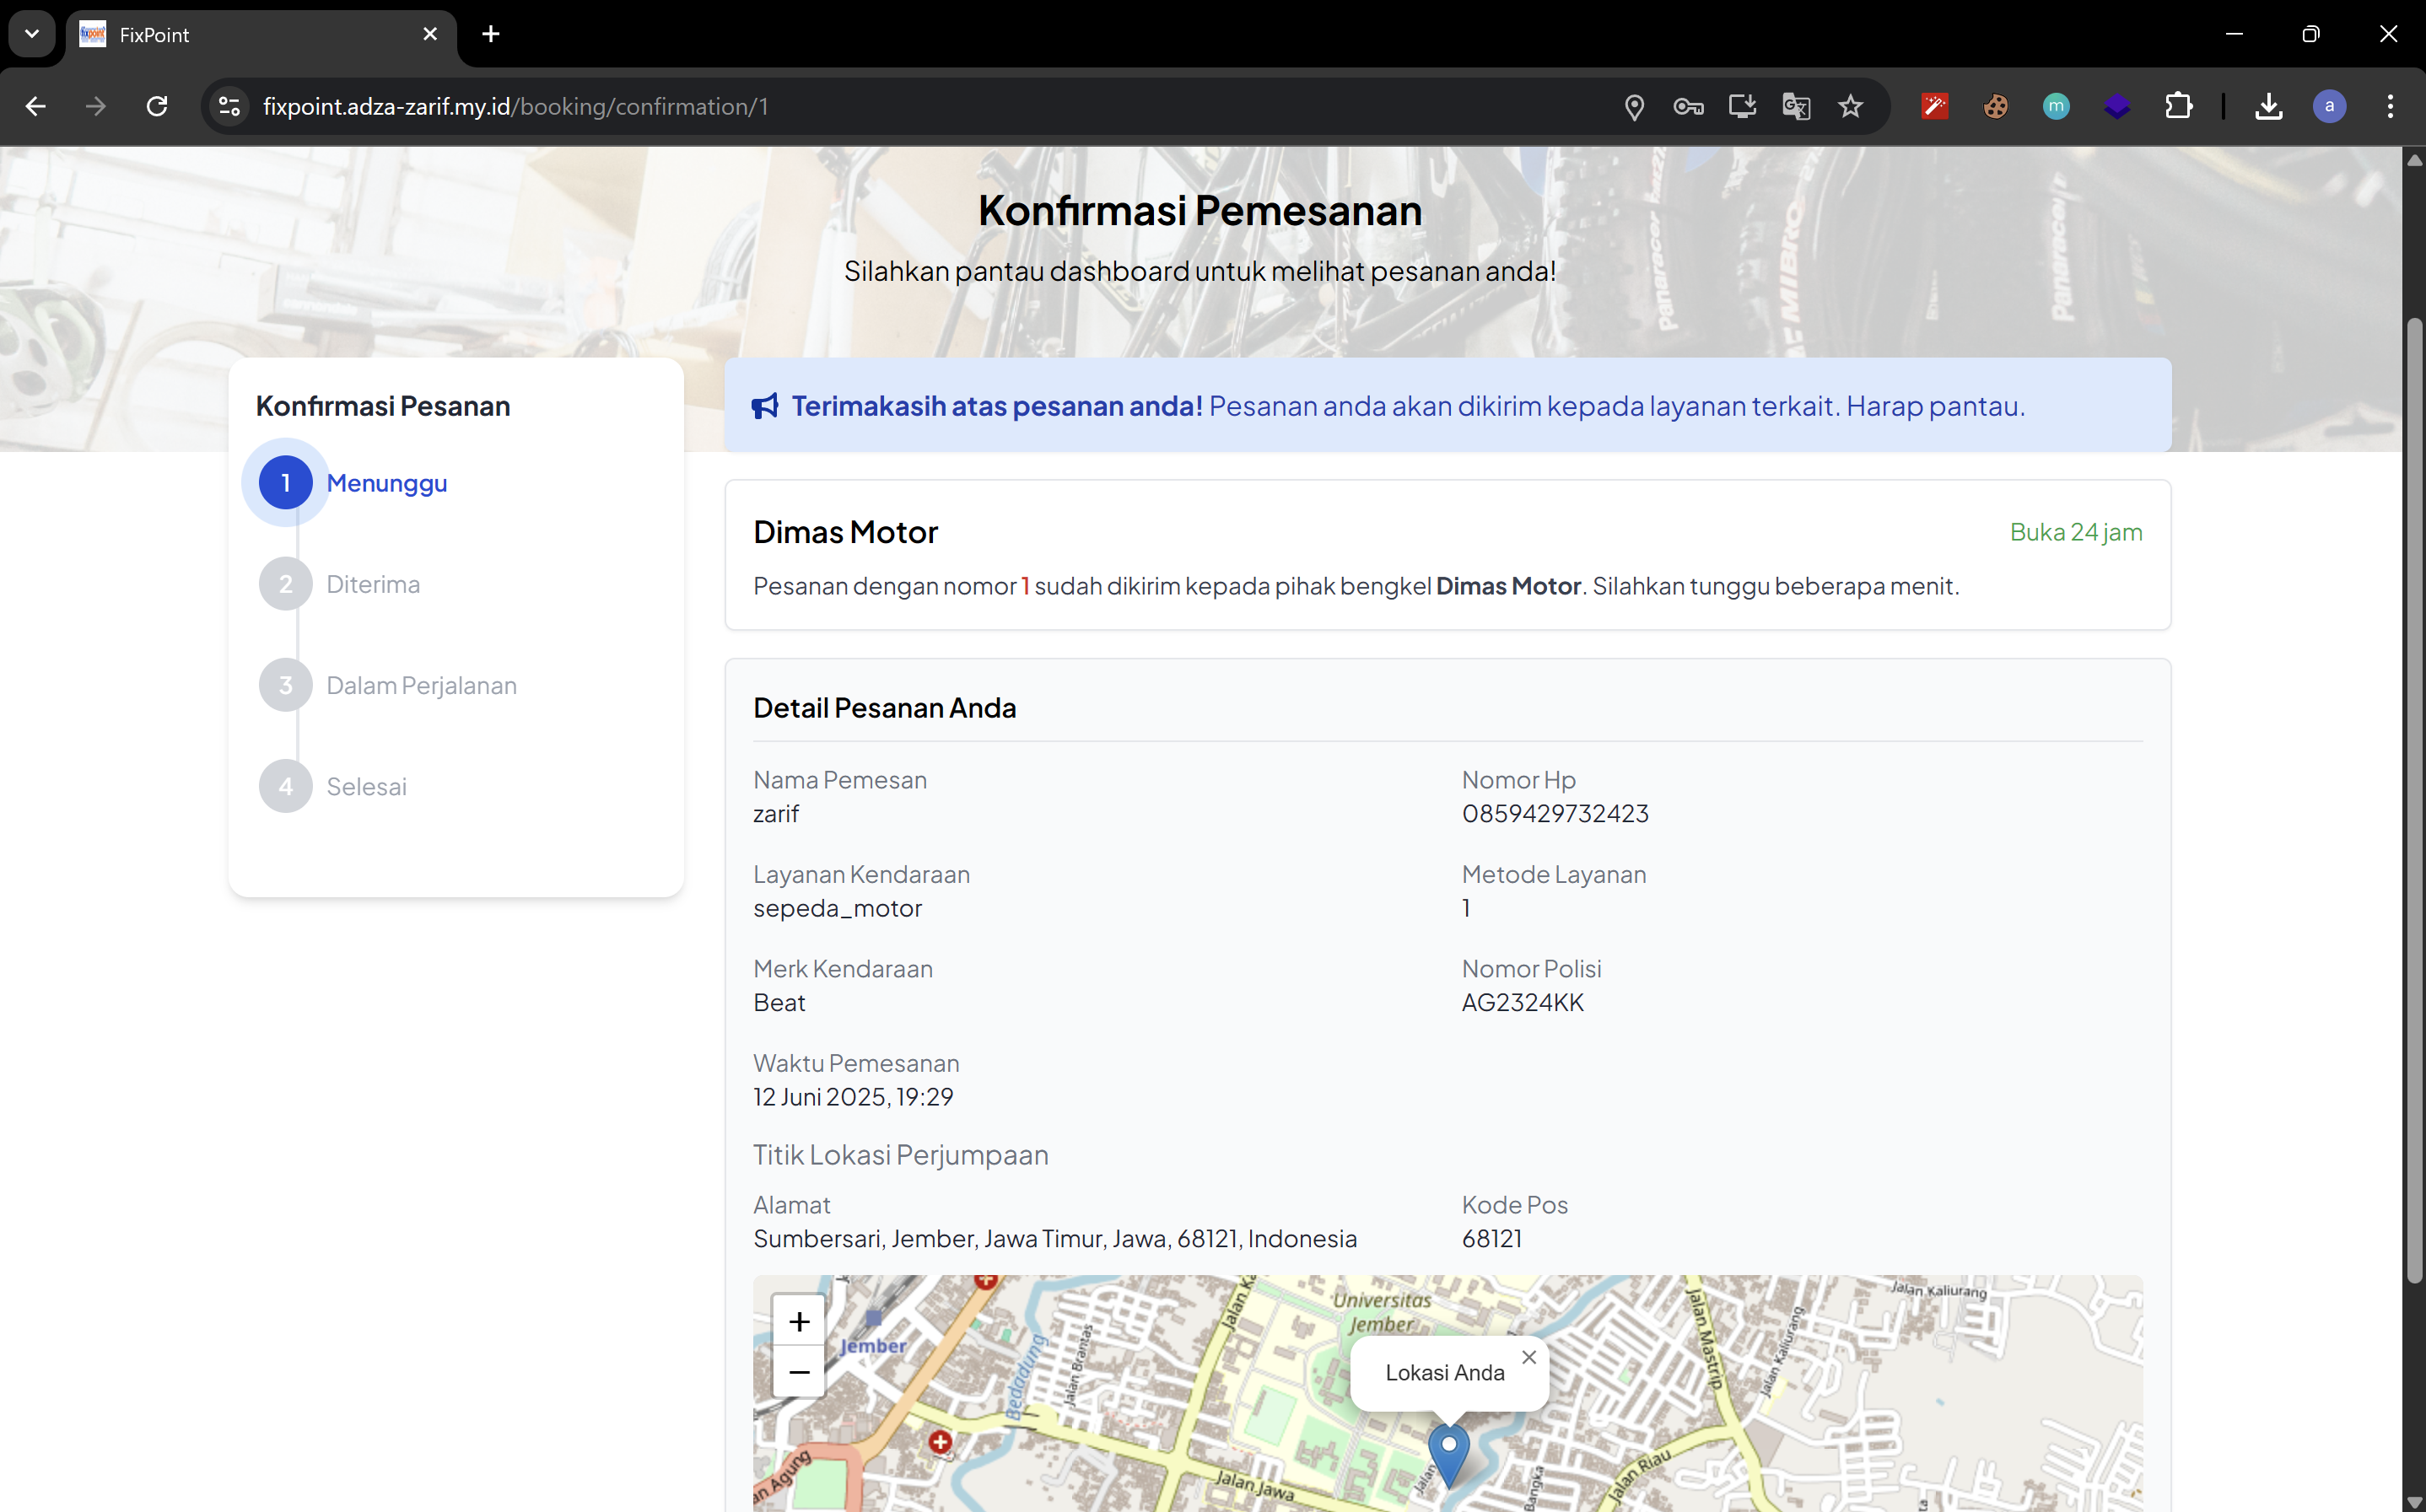 FixPoint
fixpoint.adza-zarif.my.id/booking/confirmation/1
m
a
Konfirmasi Pemesanan
Silahkan pantau dashboard untuk melihat pesanan anda!
Konfirmasi Pesanan
1 Menunggu
2 Diterima
3 Dalam Perjalanan
4 Selesai
Terimakasih atas pesanan anda! Pesanan anda akan dikirim kepada layanan terkait. Harap pantau.
Dimas Motor
Buka 24 jam
Pesanan dengan nomor 1 sudah dikirim kepada pihak bengkel Dimas Motor. Silahkan tunggu beberapa menit.
Detail Pesanan Anda
Nama Pemesan
zarif
Nomor Hp
0859429732423
Layanan Kendaraan
sepeda_motor
Metode Layanan
1
Merk Kendaraan
Beat
Nomor Polisi
AG2324KK
Waktu Pemesanan
12 Juni 2025, 19:29
Titik Lokasi Perjumpaan
Alamat
Sumbersari, Jember, Jawa Timur, Jawa, 68121, Indonesia
Kode Pos
68121
+
−
Jember
Bedadung
Jalan Brantas
Universitas
Jember
Lokasi Anda
Jalan Mastrip
Jalan Kaliurang
Jalan Kaliurang
Jalan Jawa
Jalan
Bangka
Jalan Riau
Agung